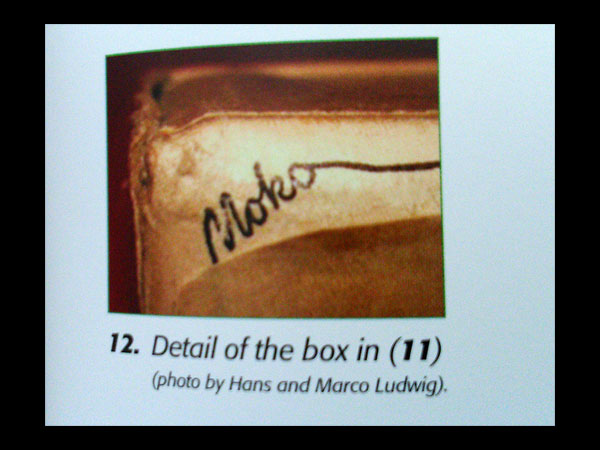 Moko
12. Detail of the box in (11)
(photo by Hans and Marco Ludwig).